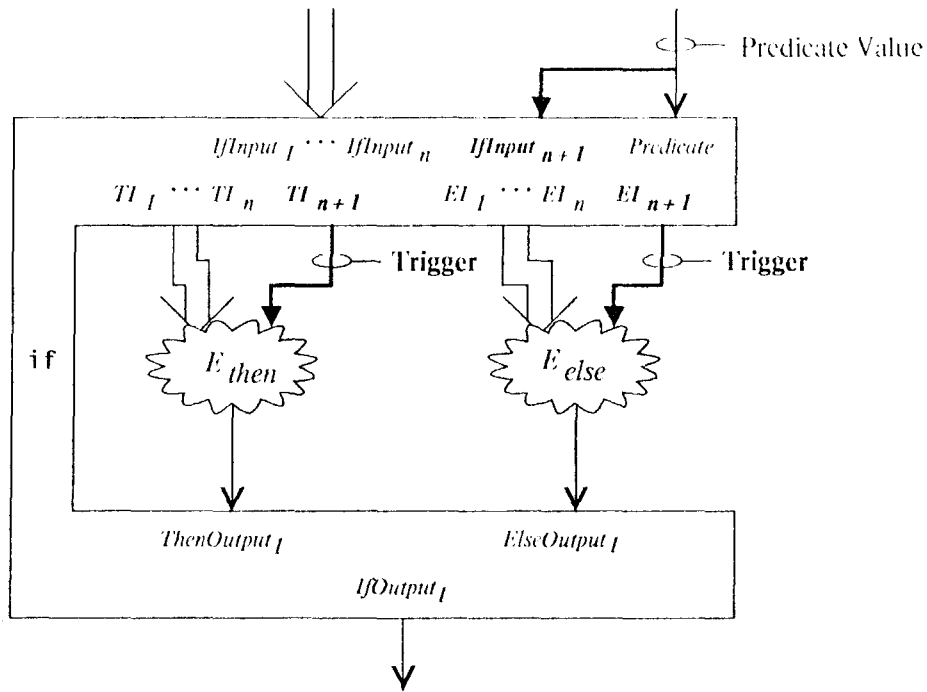 Predicate Value
IfInput 1 ... IfInput n IfInput n + 1 Predicate
TI 1 ... TI n TI n + 1 EI 1 ... EI n EI n + 1
Trigger Trigger
if E then E else
ThenOutput 1 ElseOutput 1
IfOutput 1